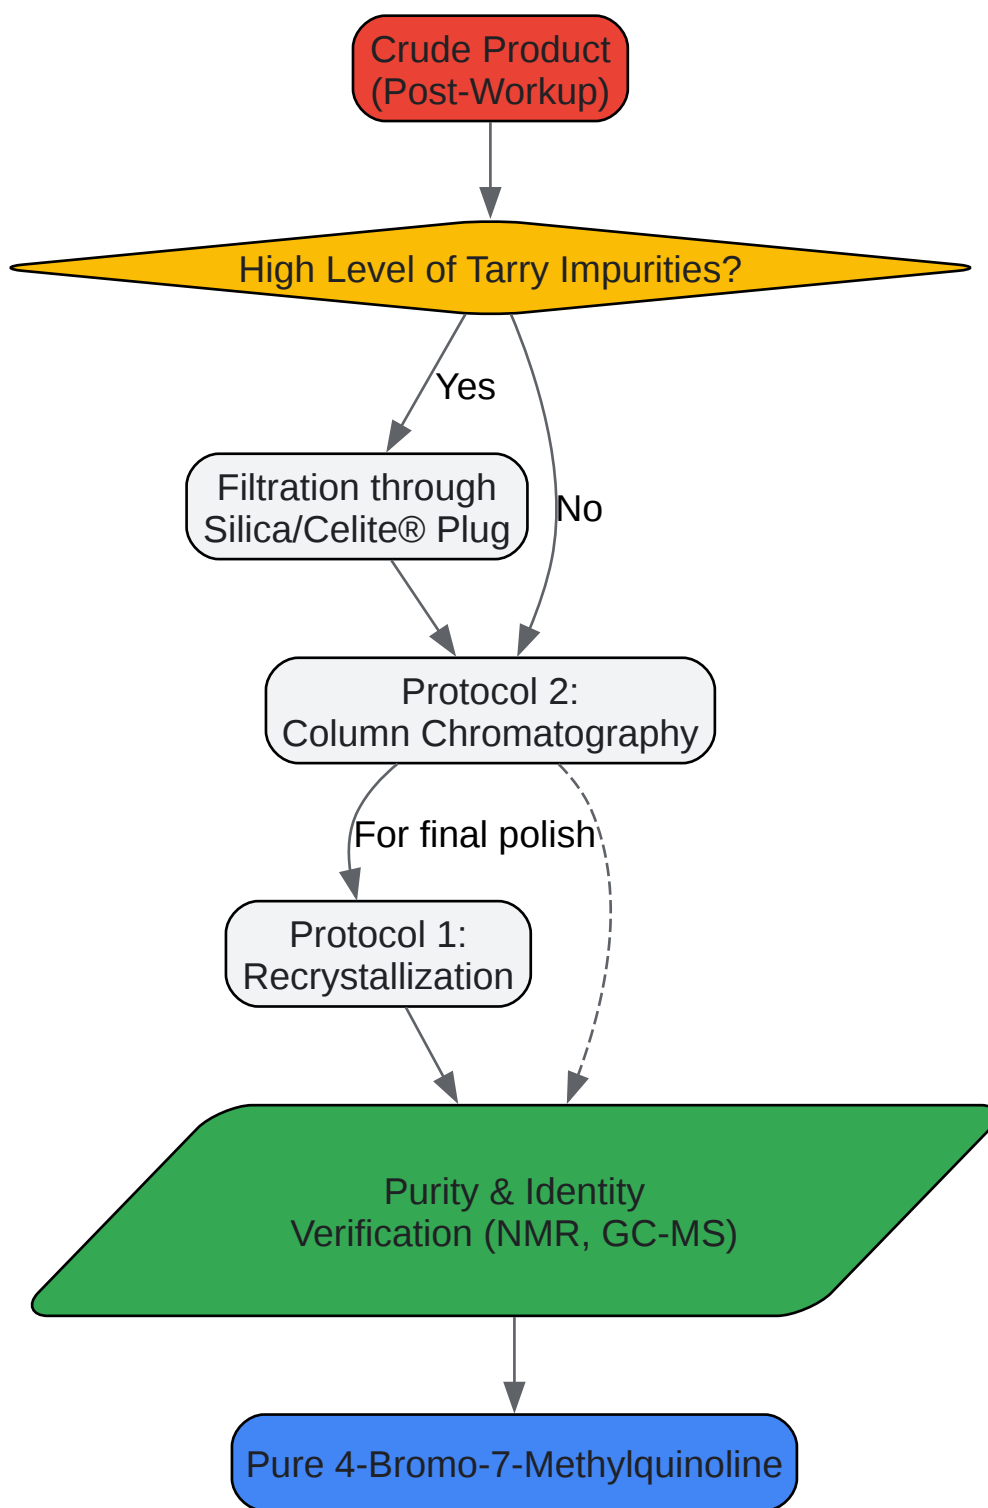 Crude Product
(Post-Workup)
High Level of Tarry Impurities?
Yes
Filtration through
Silica/Celite® Plug
No
Protocol 2:
Column Chromatography
For final polish
Protocol 1:
Recrystallization
Purity & Identity
Verification (NMR, GC-MS)
Pure 4-Bromo-7-Methylquinoline